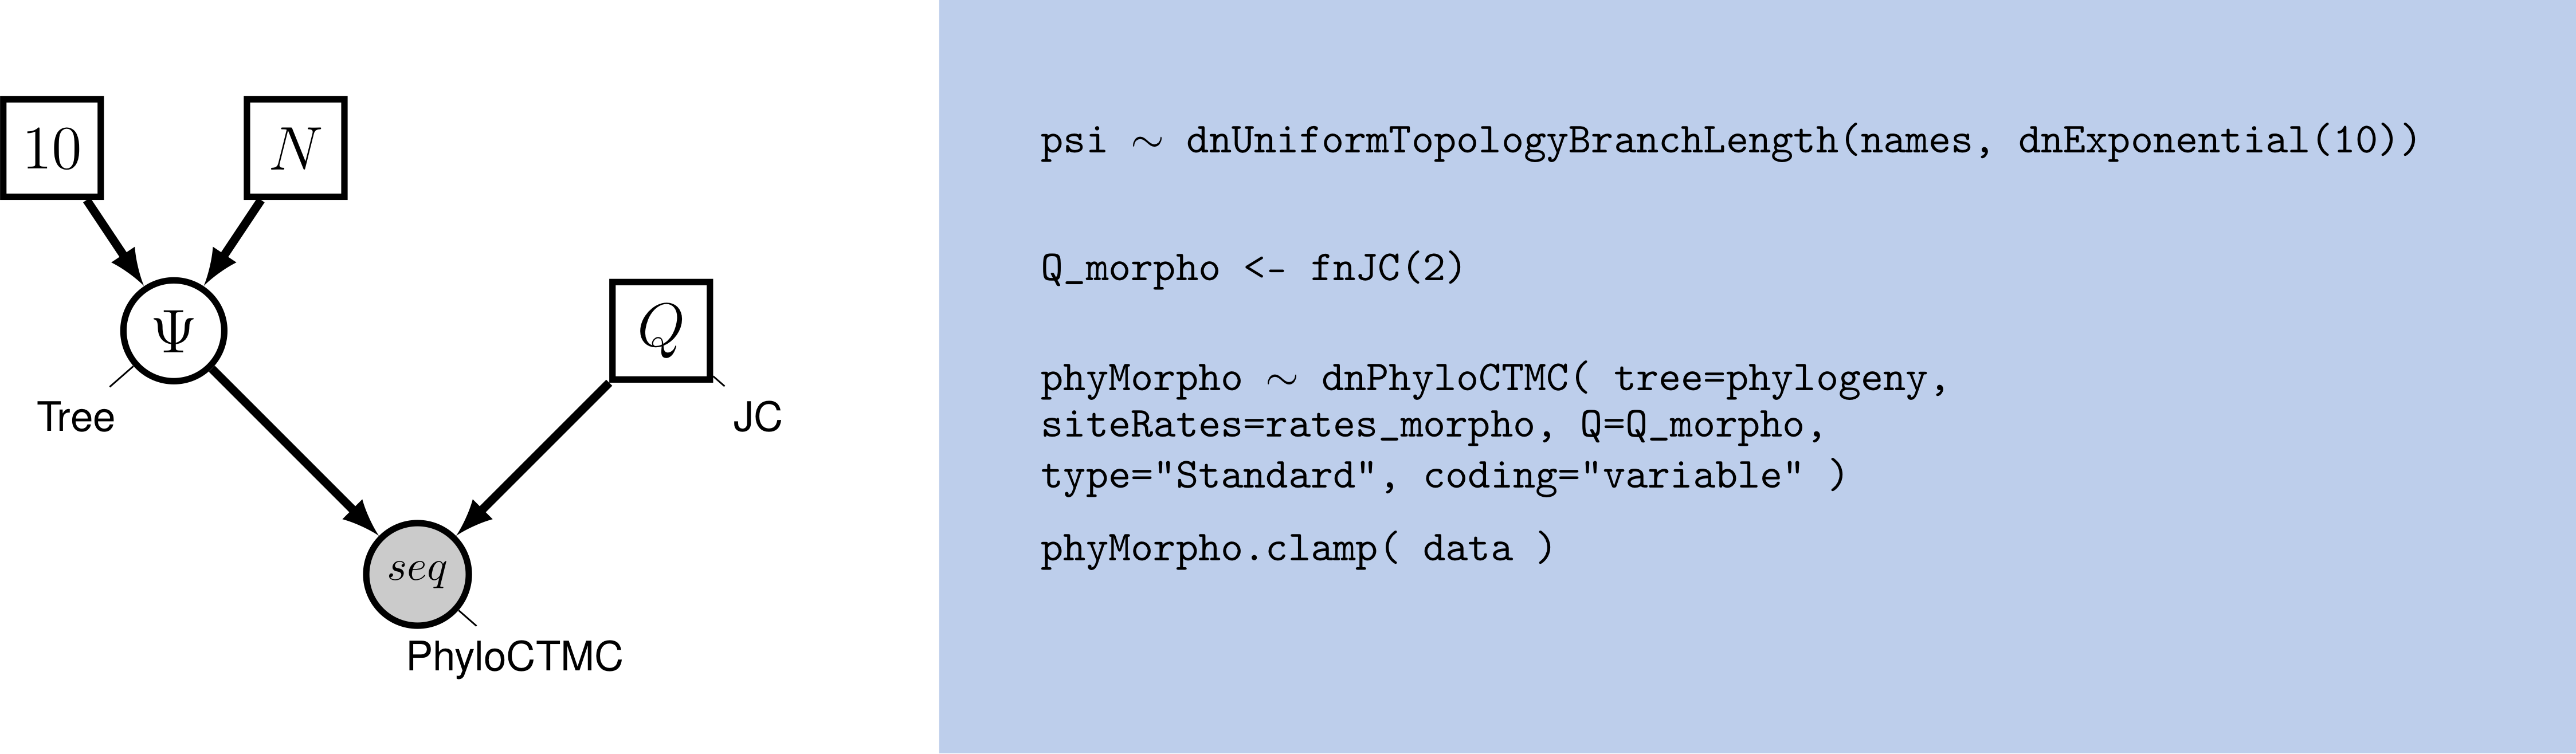 10
N
Ψ
Q
Tree
JC
seq
PhyloCTMC
psi ∼ dnUniformTopologyBranchLength(names, dnExponential(10))
Q_morpho <- fnJC(2)
phyMorpho ∼ dnPhyloCTMC( tree=phylogeny,
siteRates=rates_morpho, Q=Q_morpho,
type="Standard", coding="variable" )
phyMorpho.clamp( data )